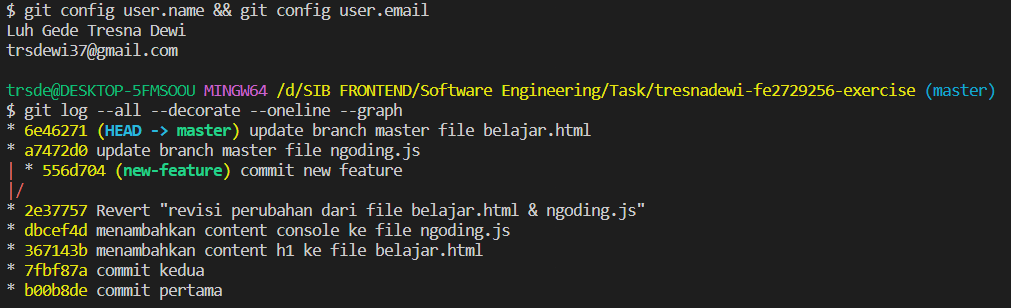 $ git config user.name && git config user.email
Luh Gede Tresna Dewi
trsdewi37@gmail.com
trsde@DESKTOP-5FMSOOU MINGW64 /d/SIB FRONTEND/Software Engineering/Task/tresnadewi-fe2729256-exercise (master)
$ git log --all --decorate --oneline --graph
* 6e46271 (HEAD -> master) update branch master file belajar.html
* a7472d0 update branch master file ngoding.js
| * 556d704 (new-feature) commit new feature
|/
* 2e37757 Revert "revisi perubahan dari file belajar.html & ngoding.js"
* dbcef4d menambahkan content console ke file ngoding.js
* 367143b menambahkan content h1 ke file belajar.html
* 7fbf87a commit kedua
* b00b8de commit pertama